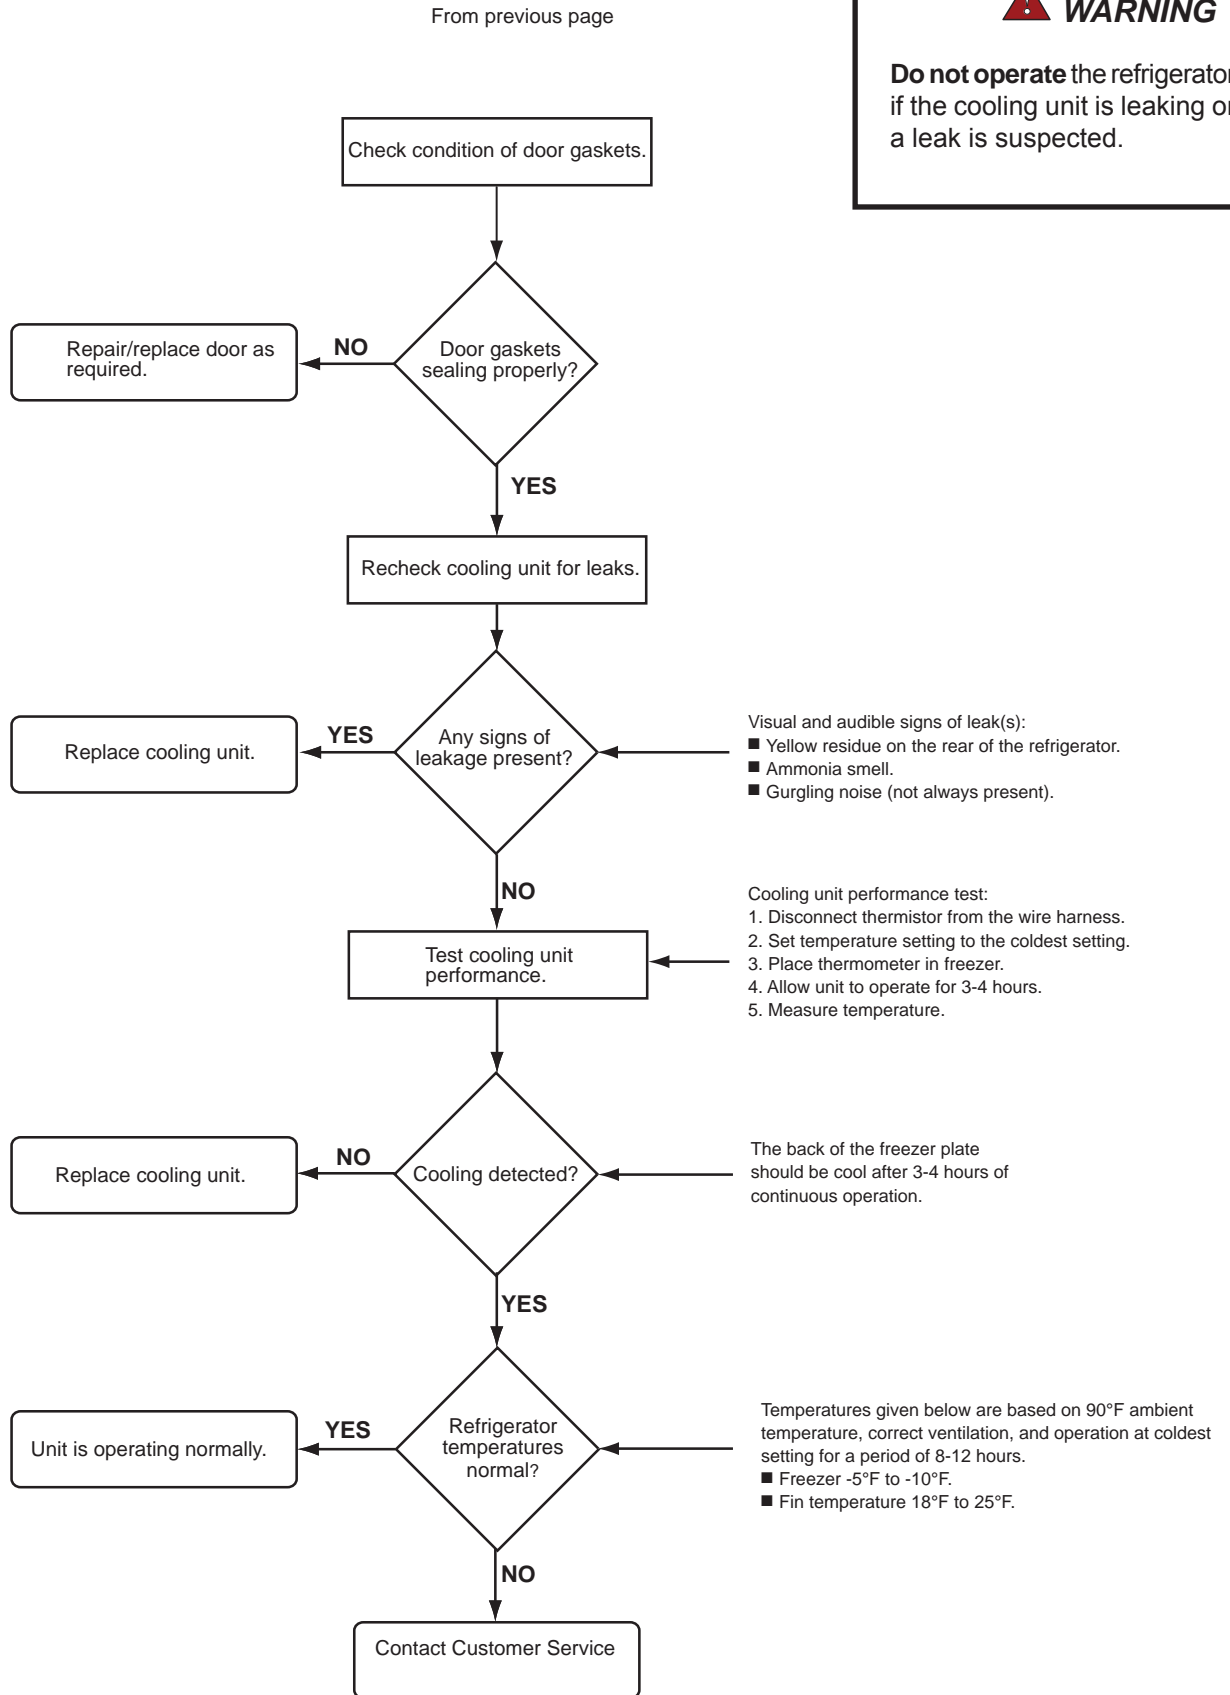 From previous page
WARNING
Do not operate the refrigerator
if the cooling unit is leaking or
a leak is suspected.
Check condition of door gaskets.
Door gaskets
sealing properly?
NO
Repair/replace door as
required.
YES
Recheck cooling unit for leaks.
Any signs of
leakage present?
YES
Replace cooling unit.
Visual and audible signs of leak(s):
■ Yellow residue on the rear of the refrigerator.
■ Ammonia smell.
■ Gurgling noise (not always present).
NO
Test cooling unit
performance.
Cooling unit performance test:
1. Disconnect thermistor from the wire harness.
2. Set temperature setting to the coldest setting.
3. Place thermometer in freezer.
4. Allow unit to operate for 3-4 hours.
5. Measure temperature.
Cooling detected?
NO
Replace cooling unit.
The back of the freezer plate
should be cool after 3-4 hours of
continuous operation.
YES
Refrigerator
temperatures
normal?
YES
Unit is operating normally.
Temperatures given below are based on 90°F ambient
temperature, correct ventilation, and operation at coldest
setting for a period of 8-12 hours.
■ Freezer -5°F to -10°F.
■ Fin temperature 18°F to 25°F.
NO
Contact Customer Service